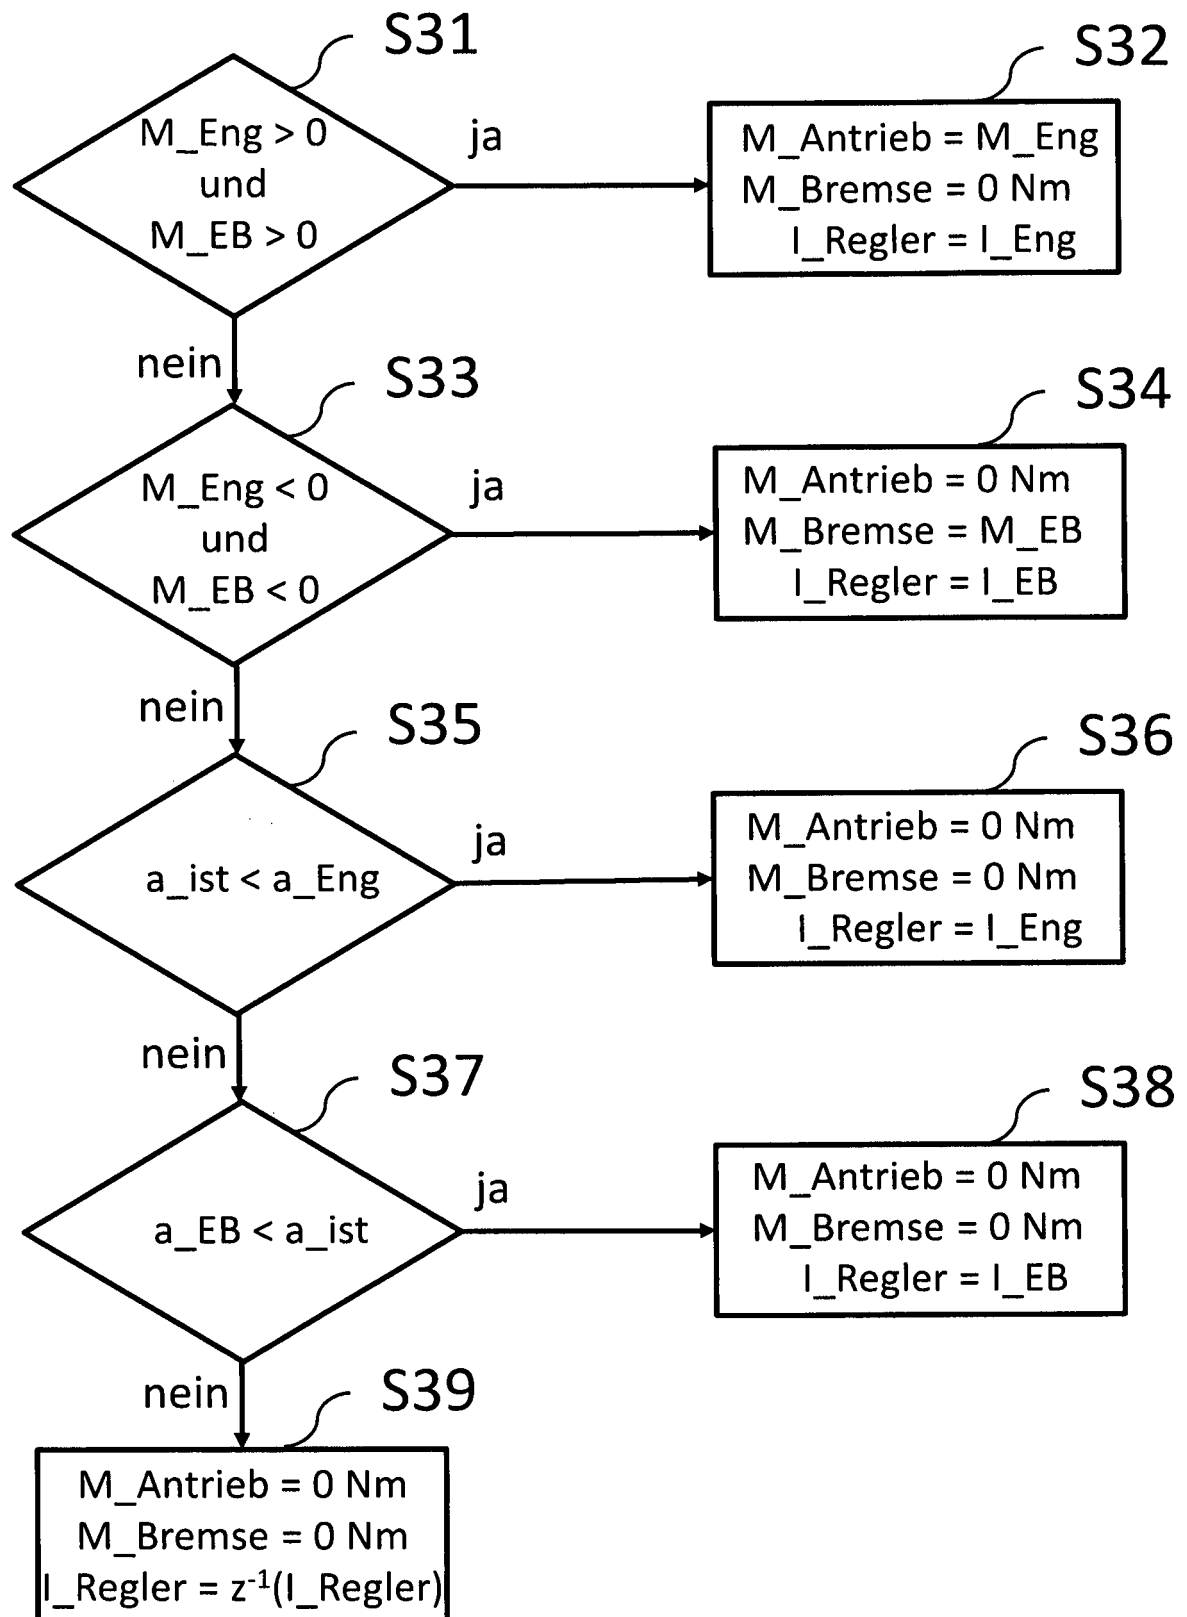 S31
M_Eng > 0
und
M_EB > 0
ja
S32
M_Antrieb = M_Eng
M_Bremse = 0 Nm
I_Regler = I_Eng
nein
S33
M_Eng < 0
und
M_EB < 0
ja
S34
M_Antrieb = 0 Nm
M_Bremse = M_EB
I_Regler = I_EB
nein
S35
a_ist < a_Eng
ja
S36
M_Antrieb = 0 Nm
M_Bremse = 0 Nm
I_Regler = I_Eng
nein
S37
a_EB < a_ist
ja
S38
M_Antrieb = 0 Nm
M_Bremse = 0 Nm
I_Regler = I_EB
nein
S39
M_Antrieb = 0 Nm
M_Bremse = 0 Nm
I_Regler = z⁻¹(I_Regler)